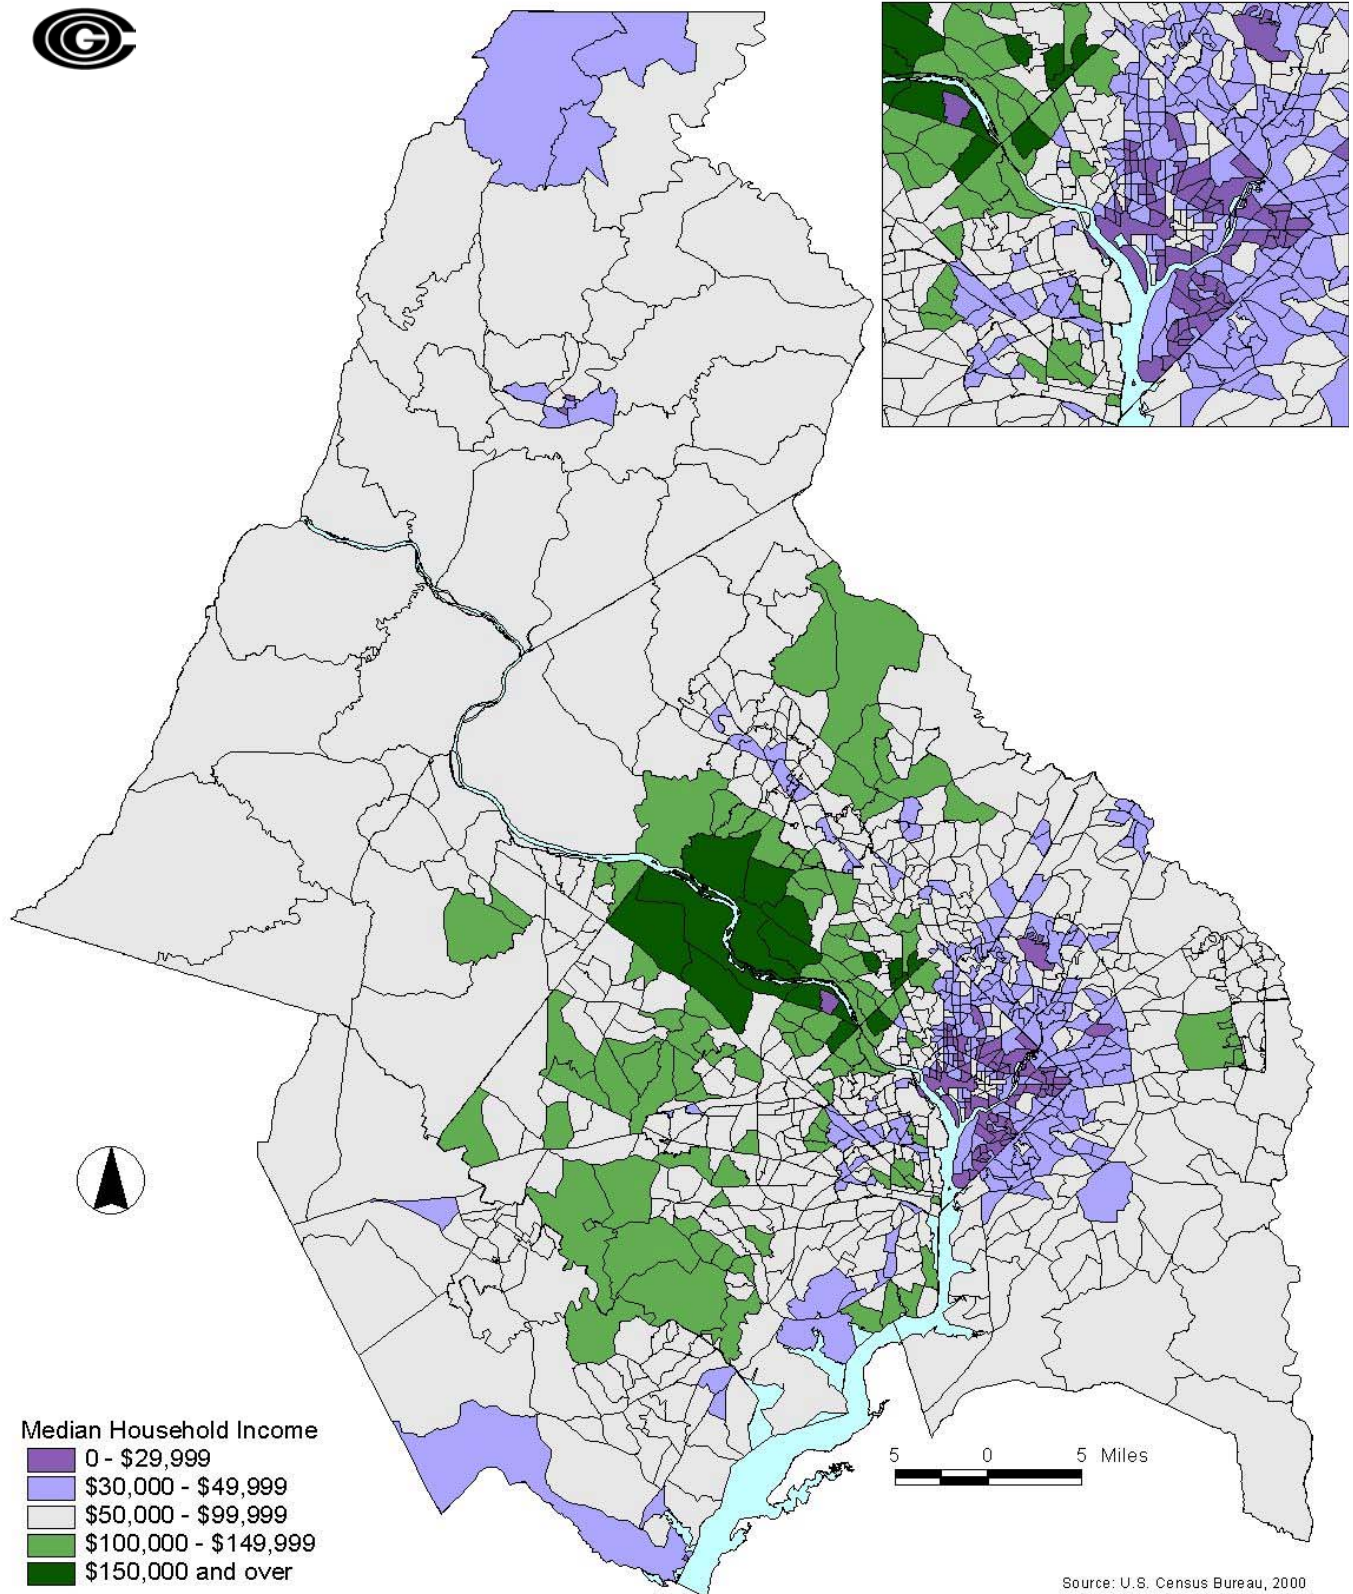 COG
Median Household Income
0 - $29,999
$30,000 - $49,999
$50,000 - $99,999
$100,000 - $149,999
$150,000 and over
5 0 5 Miles
Source: U.S. Census Bureau, 2000